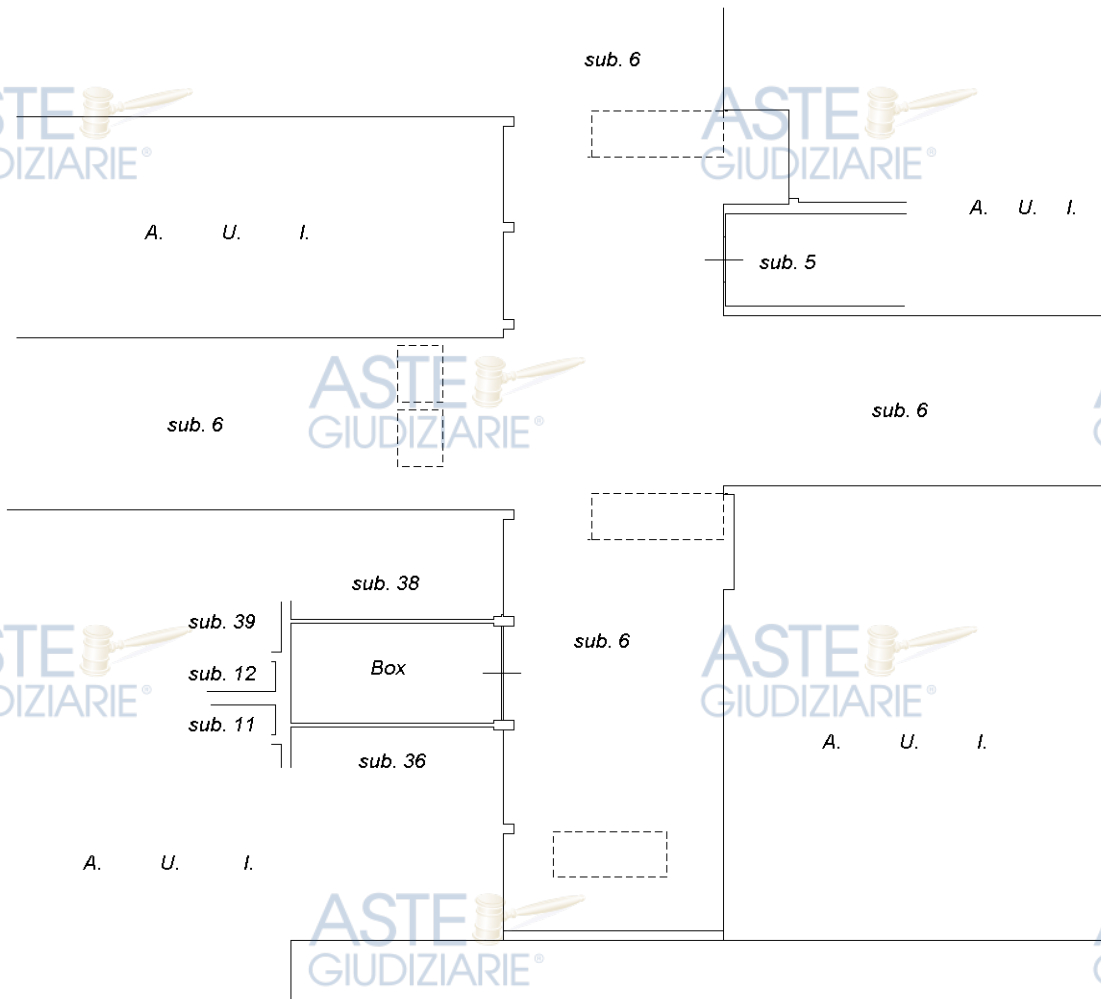 sub. 6
ASTE
GIUDIZIARIE®
ASTE
GIUDIZIARIE®
A. U. I.
A. U. I.
sub. 5
ASTE
GIUDIZIARIE®
sub. 6
sub. 6
sub. 38
sub. 39
sub. 6
Box
sub. 12
ASTE
GIUDIZIARIE®
ASTE
GIUDIZIARIE®
sub. 11
sub. 36
A. U. I.
A. U. I.
ASTE
GIUDIZIARIE®